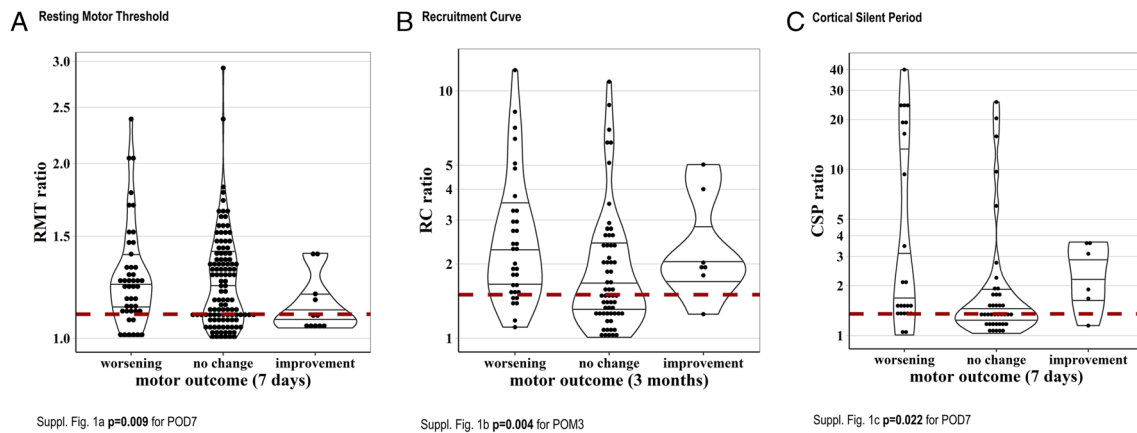 A Resting Motor Threshold
RMT ratio
3.0
2.5
2.0
1.5
1.0
worsening no change improvement
motor outcome (7 days)
Suppl. Fig. 1a p=0.009 for POD7
B Recruitment Curve
RC ratio
10
5
4
3
2
1
worsening no change improvement
motor outcome (3 months)
Suppl. Fig. 1b p=0.004 for POM3
C Cortical Silent Period
CSP ratio
40
30
20
10
5
4
3
2
1
worsening no change improvement
motor outcome (7 days)
Suppl. Fig. 1c p=0.022 for POD7